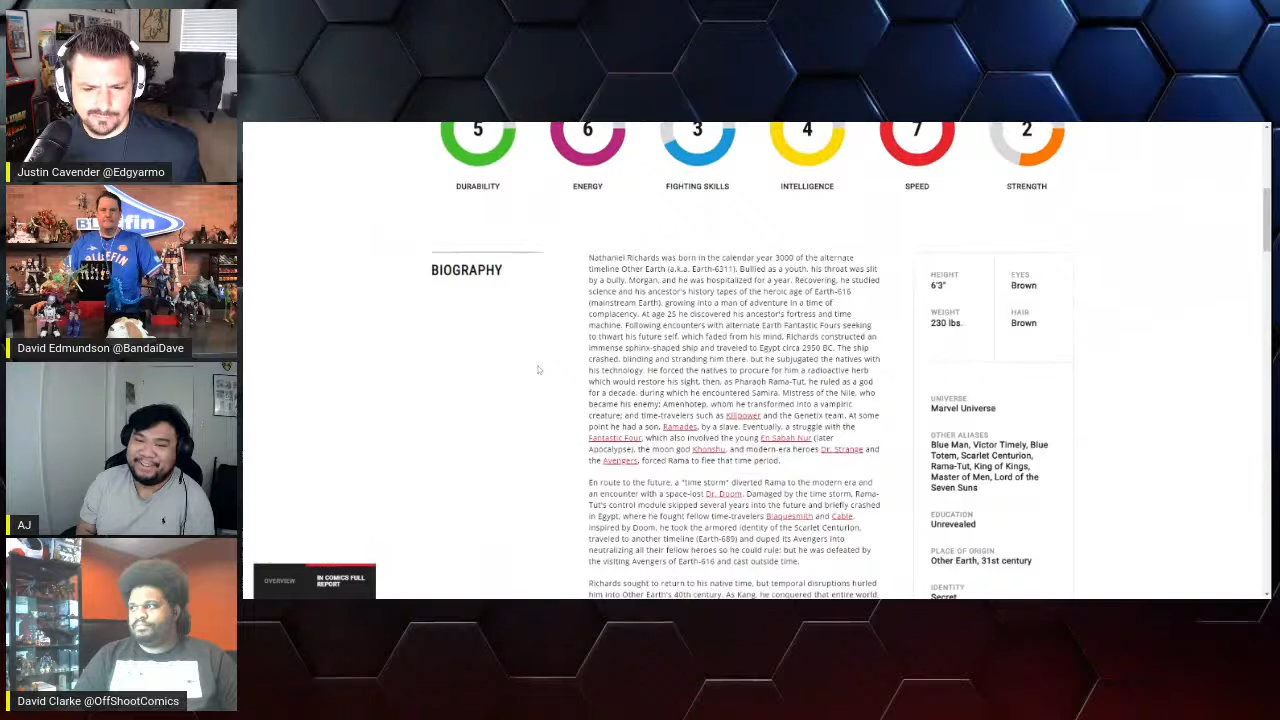 Justin Cavender @Edgyarmo
David Edmundson @BandaiDave
AJ
David Clarke @OffShootComics
5
6
3
4
7
2
DURABILITY
ENERGY
FIGHTING SKILLS
INTELLIGENCE
SPEED
STRENGTH
BIOGRAPHY
Nathaniel Richards was born in the calendar year 3000 of the alternate
timeline Other Earth (a.k.a. Earth-6311). Bullied as a youth, his throat was slit
by a bully, Morgan, and he was hospitalized for a year. Recovering, he studied
science and his ancestor's history tapes of the heroic age of Earth-616
(mainstream Earth), growing into a man of adventure in a time of
complacency. At age 25 he discovered his ancestor's fortress and time
machine. Following encounters with alternate Earth Fantastic Fours seeking
to thwart his future self, which faded from his mind, Richards constructed an
immense sphinx-shaped ship and traveled to Egypt circa 2950 BC. The ship
crashed, blinding and stranding him there, but he subjugated the natives with
his technology. He forced the natives to procure for him a radioactive herb
which would restore his sight, then, as Pharaoh Rama-Tut, he ruled as a god
for a decade, during which he encountered Samira, Mistress of the Nile, who
became his enemy; Amenhotep, whom he transformed into a vampiric
creature; and time-travelers such as Killpower and the Genetix team. At some
point he had a son, Ramades, by a slave. Eventually, a struggle with the
Fantastic Four, which also involved the young En Sabah Nur (later
Apocalypse), the moon god Khonshu, and modern-era heroes Dr. Strange and
the Avengers, forced Rama to flee that time period.
En route to the future, a "time storm" diverted Rama to the modern era and
an encounter with a space-lost Dr. Doom. Damaged by the time storm, Rama-
Tut's control module skipped several years into the future and briefly crashed
in Egypt, where he fought fellow time-travelers Blaquesmith and Cable.
Inspired by Doom, he took the armored identity of the Scarlet Centurion,
traveled to another timeline (Earth-689) and duped its Avengers into
neutralizing all their fellow heroes so he could rule; but he was defeated by
the visiting Avengers of Earth-616 and cast outside time.
Richards sought to return to his native time, but temporal disruptions hurled
him into Other Earth's 40th century. As Kang, he conquered that entire world,
HEIGHT
6'3"
EYES
Brown
WEIGHT
230 lbs.
HAIR
Brown
UNIVERSE
Marvel Universe
OTHER ALIASES
Blue Man, Victor Timely, Blue
Totem, Scarlet Centurion,
Rama-Tut, King of Kings,
Master of Men, Lord of the
Seven Suns
EDUCATION
Unrevealed
PLACE OF ORIGIN
Other Earth, 31st century
IDENTITY
Secret
OVERVIEW
IN COMICS FULL
REPORT